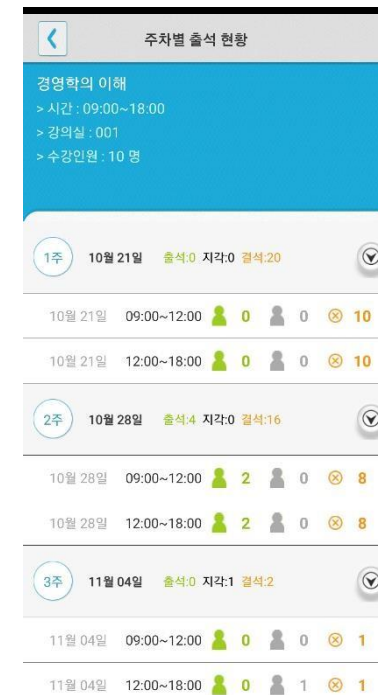 주차별 출석 현황
경영학의 이해
> 시간 : 09:00~18:00
> 강의실 : 001
> 수강인원 : 10 명
1주 10월 21일 출석:0 지각:0 결석:20
10월 21일 09:00~12:00 0 0 10
10월 21일 12:00~18:00 0 0 10
2주 10월 28일 출석:4 지각:0 결석:16
10월 28일 09:00~12:00 2 0 8
10월 28일 12:00~18:00 2 0 8
3주 11월 04일 출석:0 지각:1 결석:2
11월 04일 09:00~12:00 0 0 1
11월 04일 12:00~18:00 0 1 1